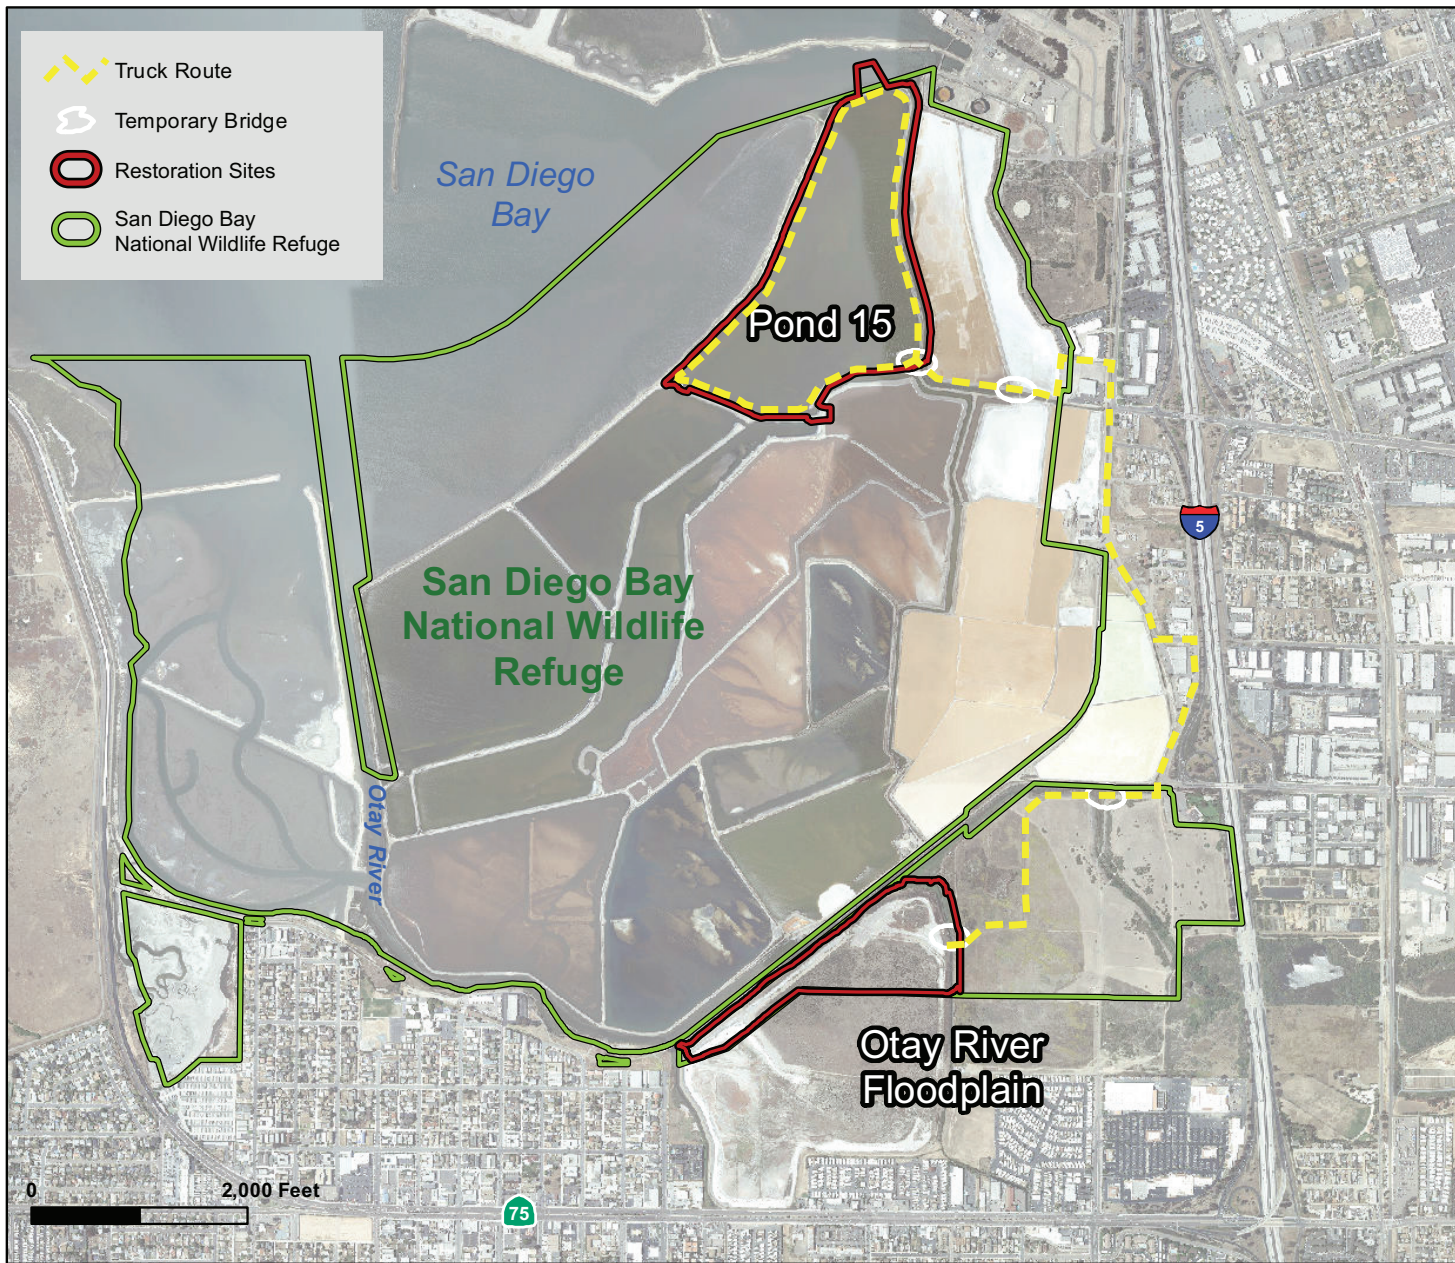 Truck Route
Temporary Bridge
Restoration Sites
San Diego Bay
National Wildlife Refuge
San Diego
Bay
Pond 15
5
San Diego Bay
National Wildlife
Refuge
Otay River
Otay River
Floodplain
0
2,000 Feet
75